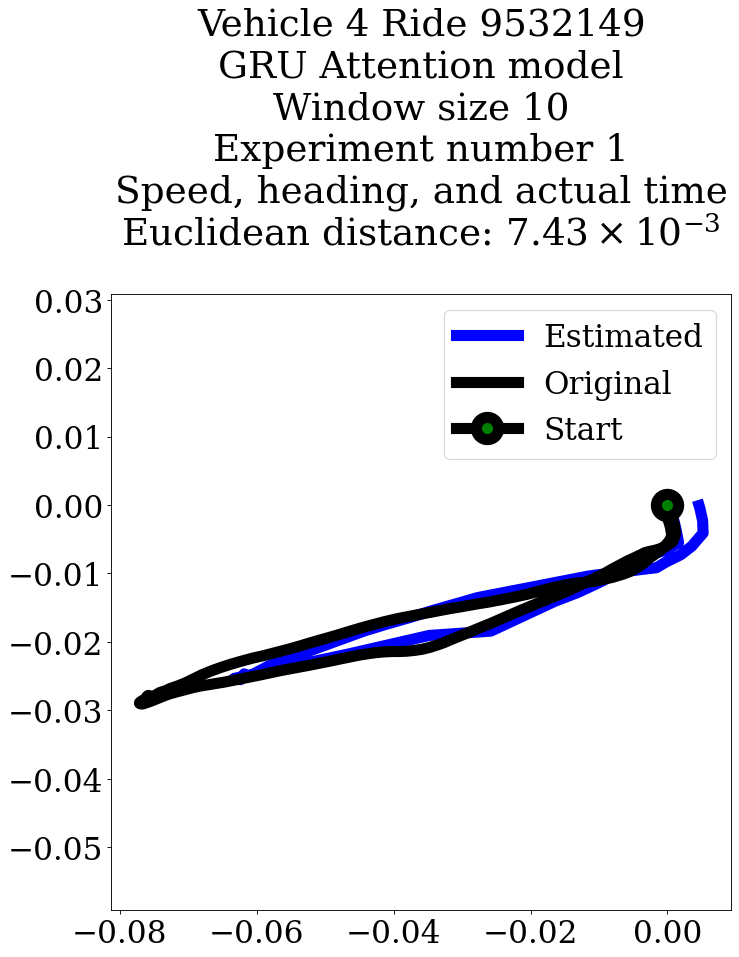 Vehicle 4 Ride 9532149
GRU Attention model
Window size 10
Experiment number 1
Speed, heading, and actual time
Euclidean distance: 7.43 × 10⁻³
0.03
0.02
0.01
0.00
−0.01
−0.02
−0.03
−0.04
−0.05
Estimated
Original
Start
−0.08 −0.06 −0.04 −0.02 0.00